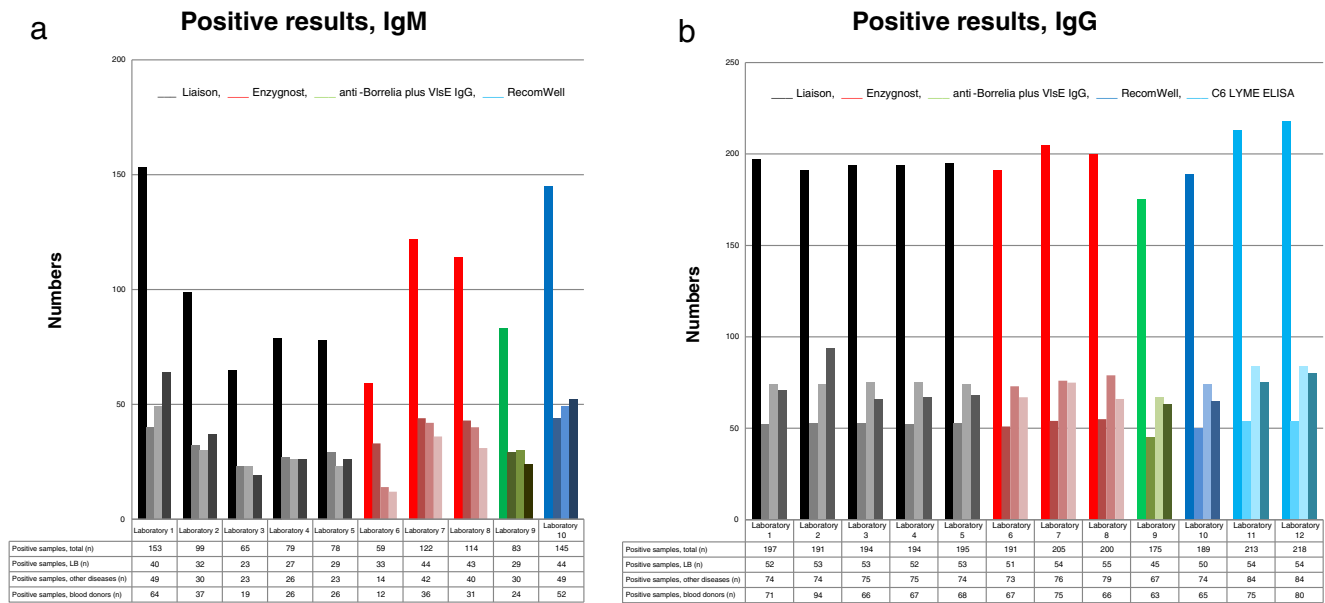 a
Positive results, IgM
200
Liaison, Enzygnost, anti-Borrelia plus VlsE IgG, RecomWell
150
Numbers
100
50
0
Laboratory 1 Laboratory 2 Laboratory 3 Laboratory 4 Laboratory 5 Laboratory 6 Laboratory 7 Laboratory 8 Laboratory 9 Laboratory 10
Positive samples, total (n) 153 99 65 79 78 59 122 114 83 145
Positive samples, LB (n) 40 32 23 27 29 33 44 43 29 44
Positive samples, other diseases (n) 49 30 23 26 23 14 42 40 30 49
Positive samples, blood donors (n) 64 37 19 26 26 12 36 31 24 52
b
Positive results, IgG
250
Liaison, Enzygnost, anti-Borrelia plus VlsE IgG, RecomWell, C6 LYME ELISA
200
150
Numbers
100
50
0
Laboratory 1 Laboratory 2 Laboratory 3 Laboratory 4 Laboratory 5 Laboratory 6 Laboratory 7 Laboratory 8 Laboratory 9 Laboratory 10 Laboratory 11 Laboratory 12
Positive samples, total (n) 197 191 194 194 195 191 205 200 175 189 213 218
Positive samples, LB (n) 52 53 53 52 53 51 54 55 45 50 54 54
Positive samples, other diseases (n) 74 74 75 75 74 73 76 79 67 74 84 84
Positive samples, blood donors (n) 71 94 66 67 68 67 75 66 63 65 75 80